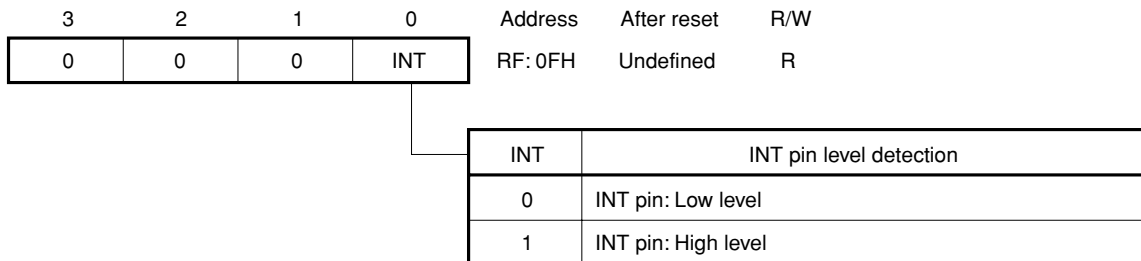 3 2 1 0 Address After reset R/W
0 0 0 INT RF: 0FH Undefined R
INT INT pin level detection
0 INT pin: Low level
1 INT pin: High level